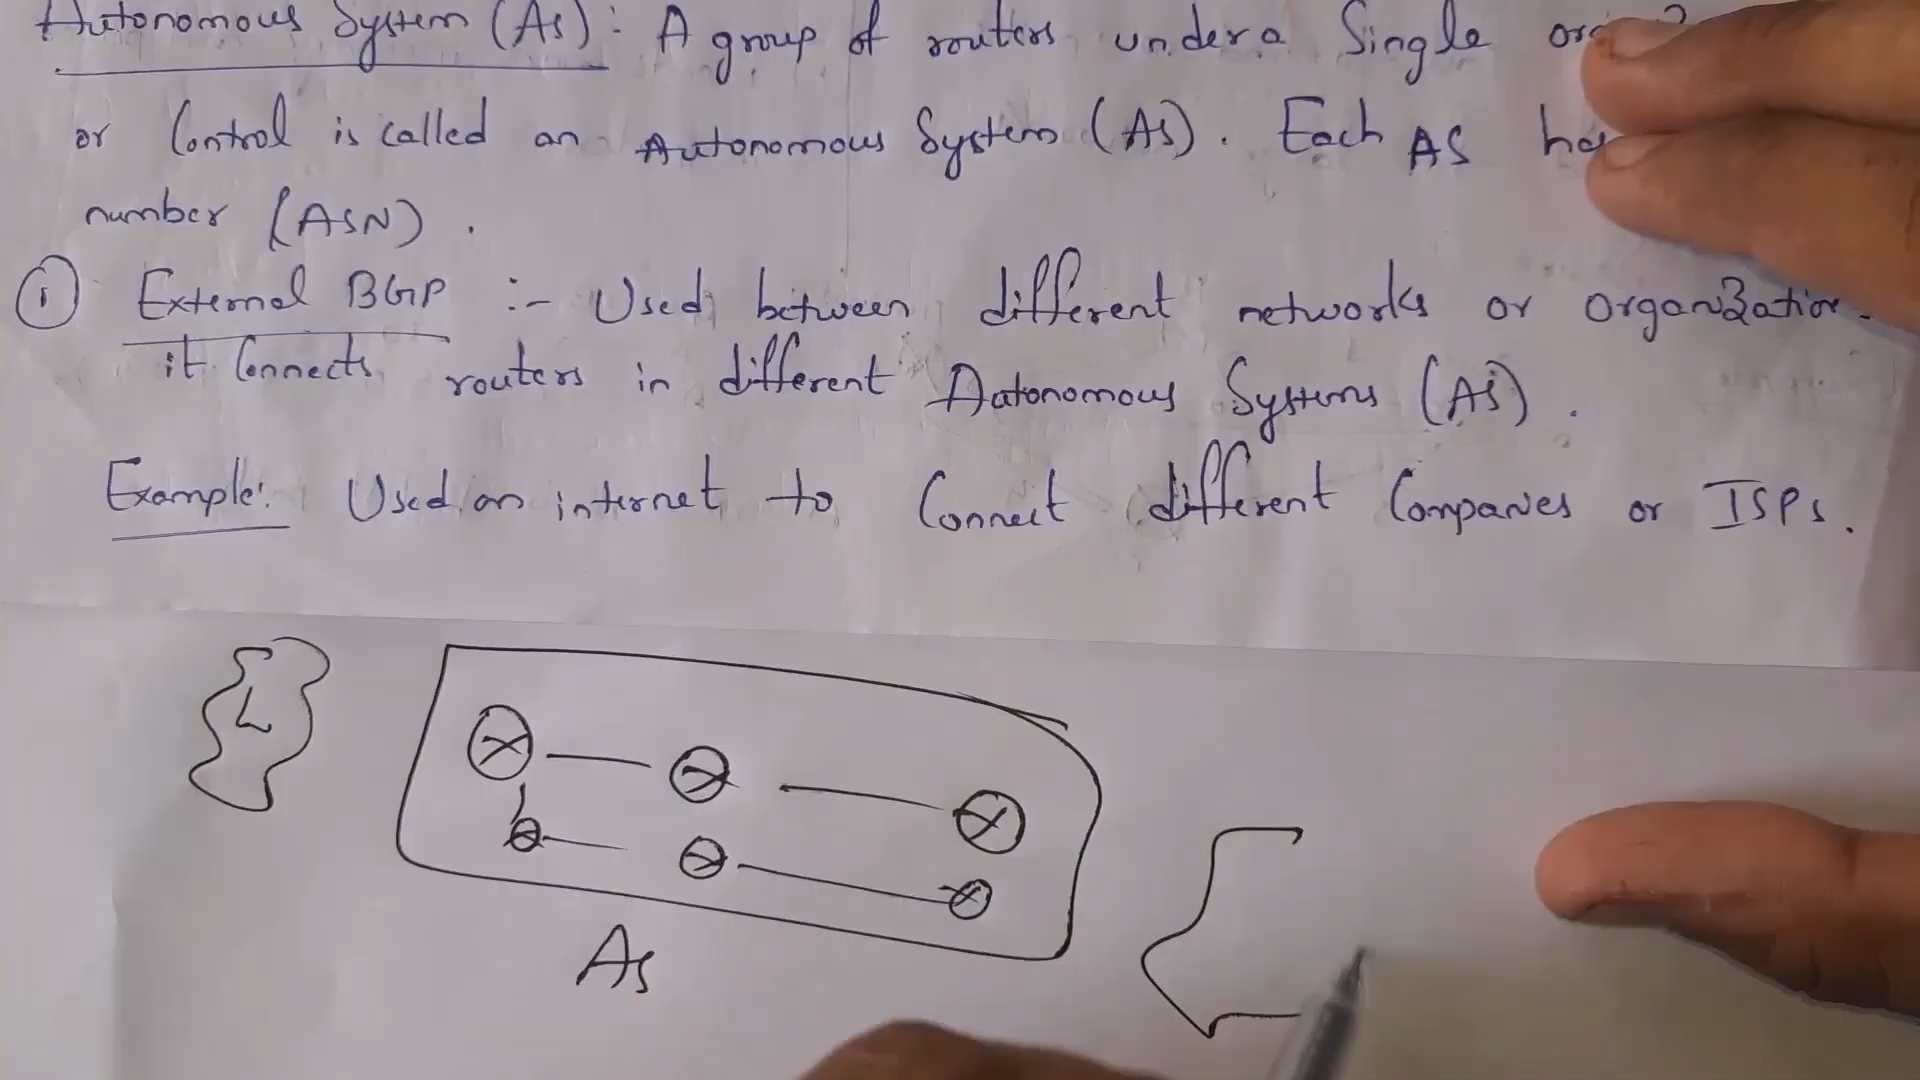 Autonomous System (AS): A group of routers under a Single
or Control is called an Autonomous System (AS). Each AS
number (ASN).
① External BGP :- Used between different networks or Organization.
it Connects routers in different Autonomous Systems (AS).
Example: Used on internet to Connect different Companies or ISPs.
L
AS